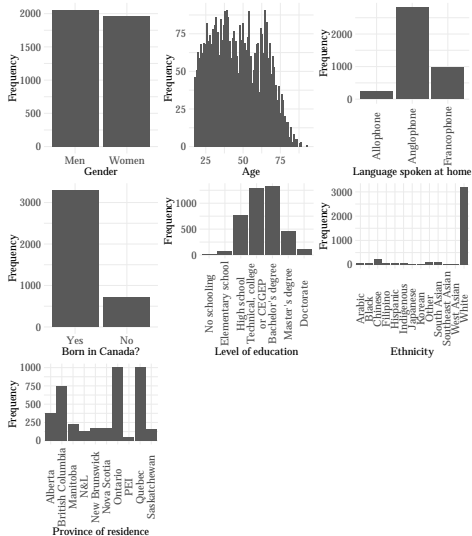 2000
1500
1000
500
0
Frequency
Men
Women
Gender
75
50
25
0
Frequency
25
50
75
Age
2000
1000
0
Frequency
Allophone
Anglophone
Francophone
Language spoken at home
3000
2000
1000
0
Frequency
Yes
No
Born in Canada?
1000
500
0
Frequency
No schooling
Elementary school
High school
Technical, college
or CEGEP
Bachelor's degree
Master's degree
Doctorate
Level of education
3000
2000
1000
0
Frequency
Arabic
Black
Chinese
Filipino
Hispanic
Indigenous
Japanese
Korean
Other
South Asian
Southeast Asian
West Asian
White
Ethnicity
1000
750
500
250
0
Frequency
Alberta
British Columbia
Manitoba
N&L
New Brunswick
Nova Scotia
Ontario
PEI
Quebec
Saskatchewan
Province of residence